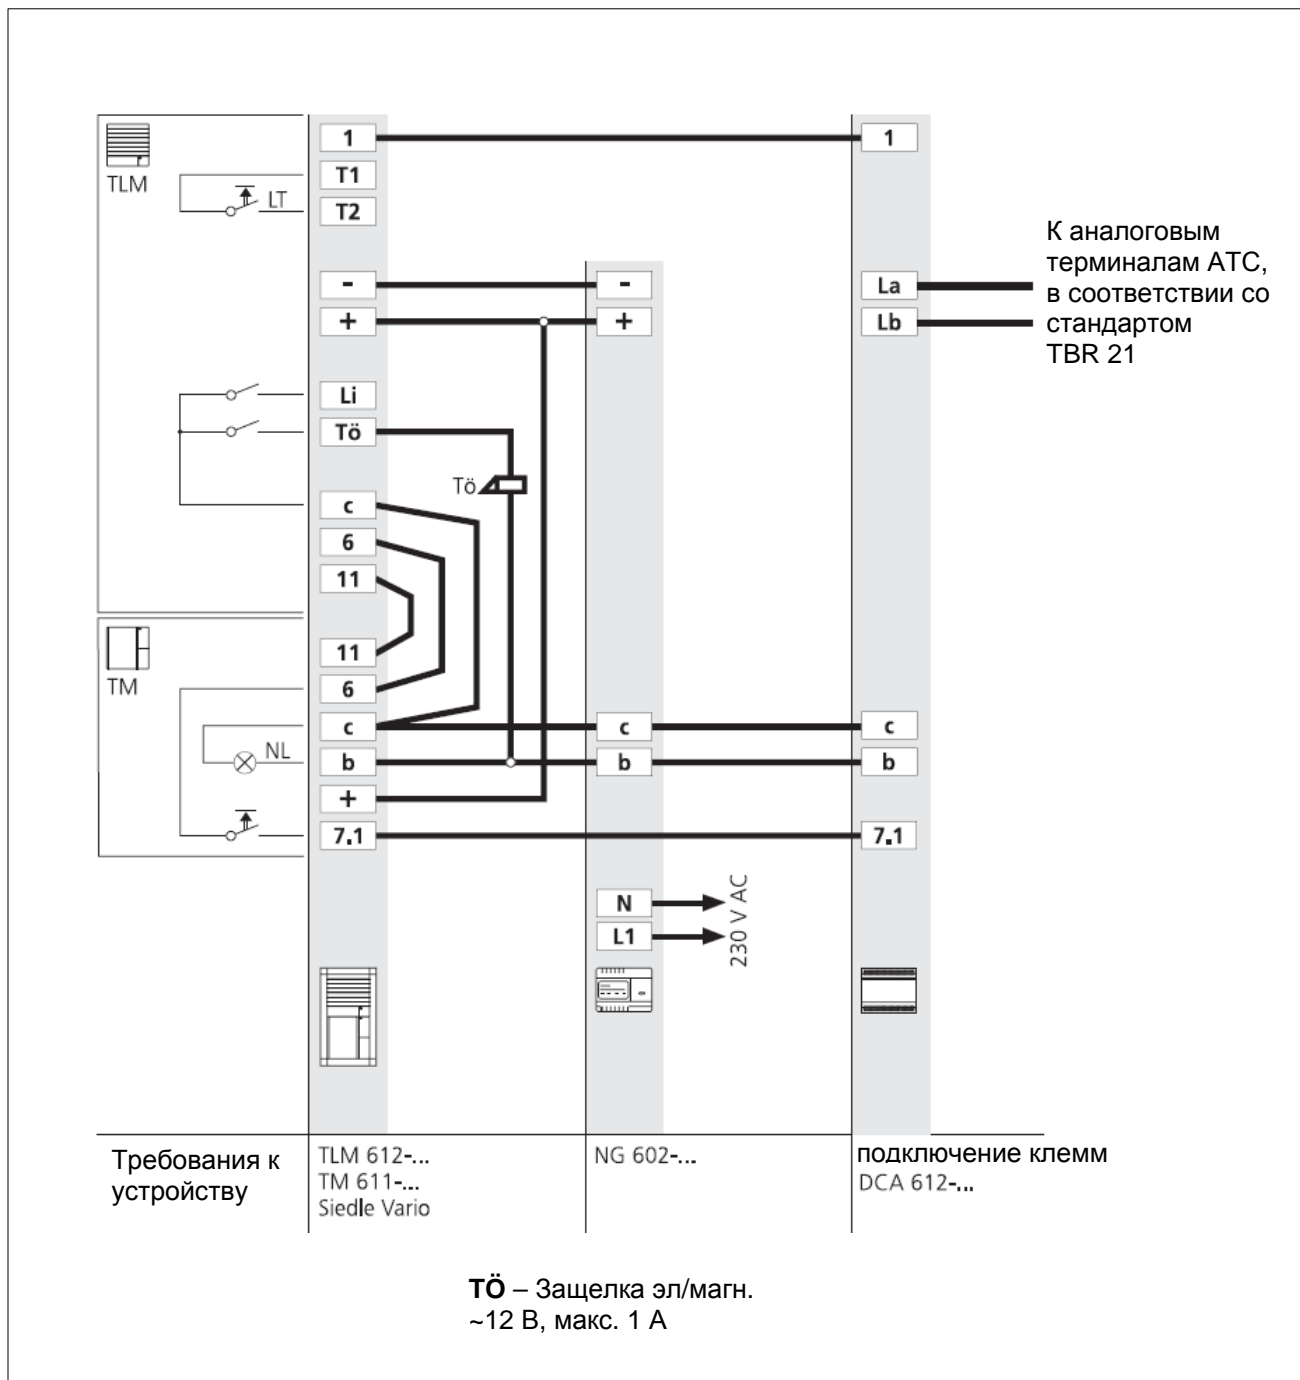 1
1
TLM
T1
LT
T2
К аналоговым
терминалам АТС,
в соответствии со
стандартом
TBR 21
-
-
La
+
+
Lb
Li
Tö
Tö
c
6
11
11
TM
6
c
c
c
NL
b
b
b
+
7.1
7.1
N
L1
230 V AC
Требования к
устройству
TLM 612-...
TM 611-...
Siedle Vario
NG 602-...
подключение клемм
DCA 612-...
TÖ – Защелка эл/магн.
~12 В, макс. 1 А